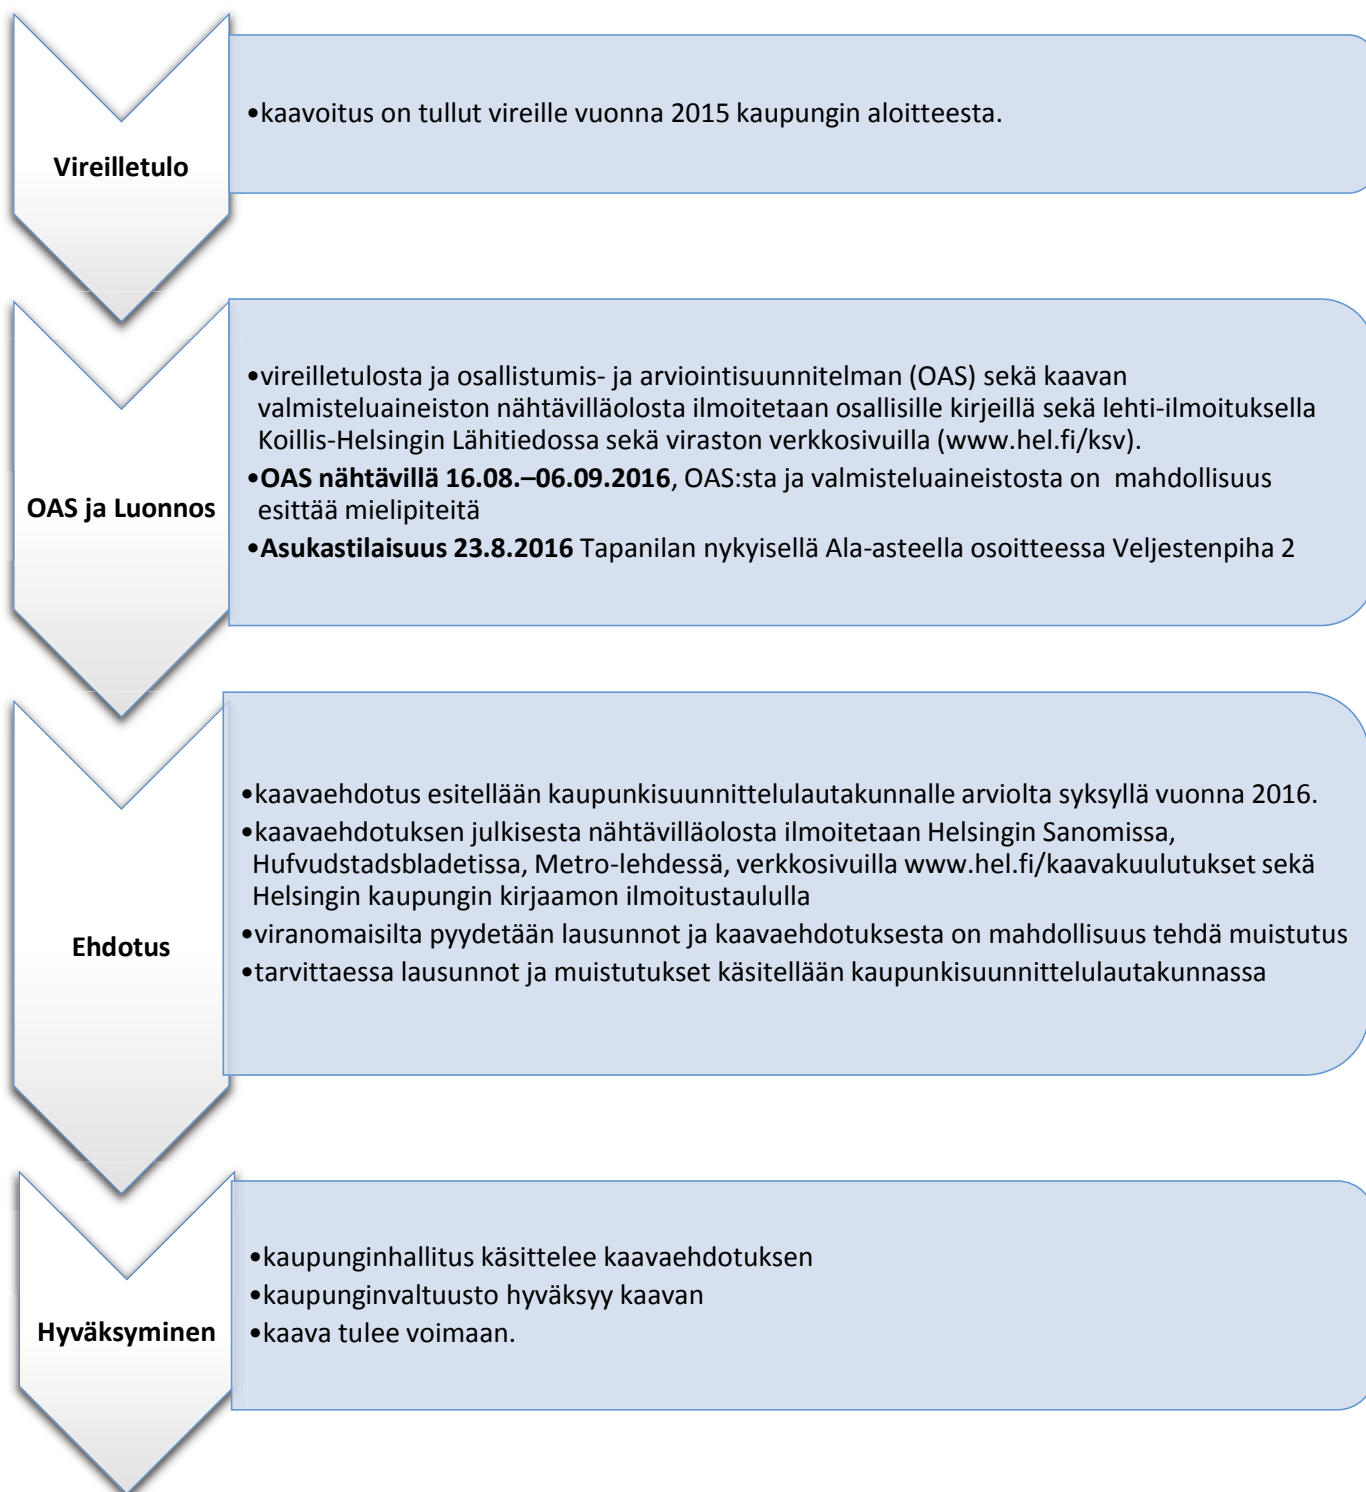 Vireilletulo
•kaavoitus on tullut vireille vuonna 2015 kaupungin aloitteesta.
OAS ja Luonnos
•vireilletulosta ja osallistumis- ja arviointisuunnitelman (OAS) sekä kaavan
valmisteluaineiston nähtävilläolosta ilmoitetaan osallisille kirjeillä sekä lehti-ilmoituksella
Koillis-Helsingin Lähitiedossa sekä viraston verkkosivuilla (www.hel.fi/ksv).
•OAS nähtävillä 16.08.–06.09.2016, OAS:sta ja valmisteluaineistosta on mahdollisuus
esittää mielipiteitä
•Asukastilaisuus 23.8.2016 Tapanilan nykyisellä Ala-asteella osoitteessa Veljestenpiha 2
Ehdotus
•kaavaehdotus esitellään kaupunkisuunnittelulautakunnalle arviolta syksyllä vuonna 2016.
•kaavaehdotuksen julkisesta nähtävilläolosta ilmoitetaan Helsingin Sanomissa,
Hufvudstadsbladetissa, Metro-lehdessä, verkkosivuilla www.hel.fi/kaavakuulutukset sekä
Helsingin kaupungin kirjaamon ilmoitustaululla
•viranomaisilta pyydetään lausunnot ja kaavaehdotuksesta on mahdollisuus tehdä muistutus
•tarvittaessa lausunnot ja muistutukset käsitellään kaupunkisuunnittelulautakunnassa
Hyväksyminen
•kaupunginhallitus käsittelee kaavaehdotuksen
•kaupunginvaltuusto hyväksyy kaavan
•kaava tulee voimaan.